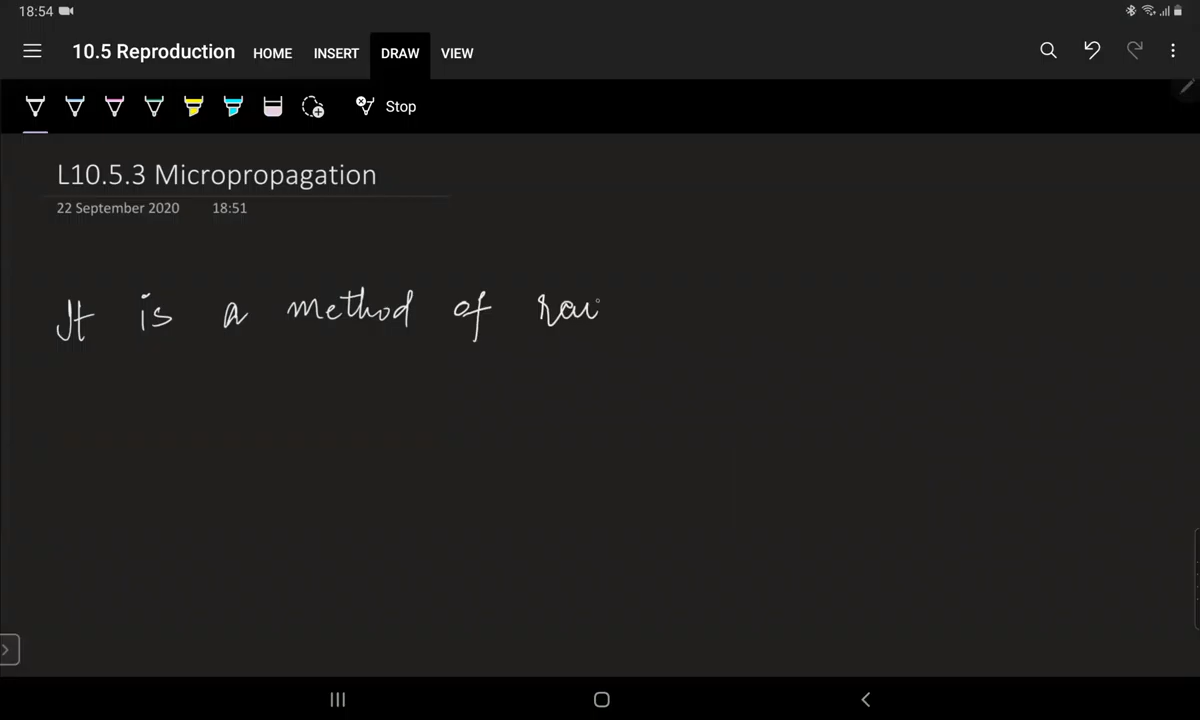 18:54
10.5 Reproduction HOME INSERT DRAW VIEW
Stop
L10.5.3 Micropropagation
22 September 2020 18:51
It is a method of